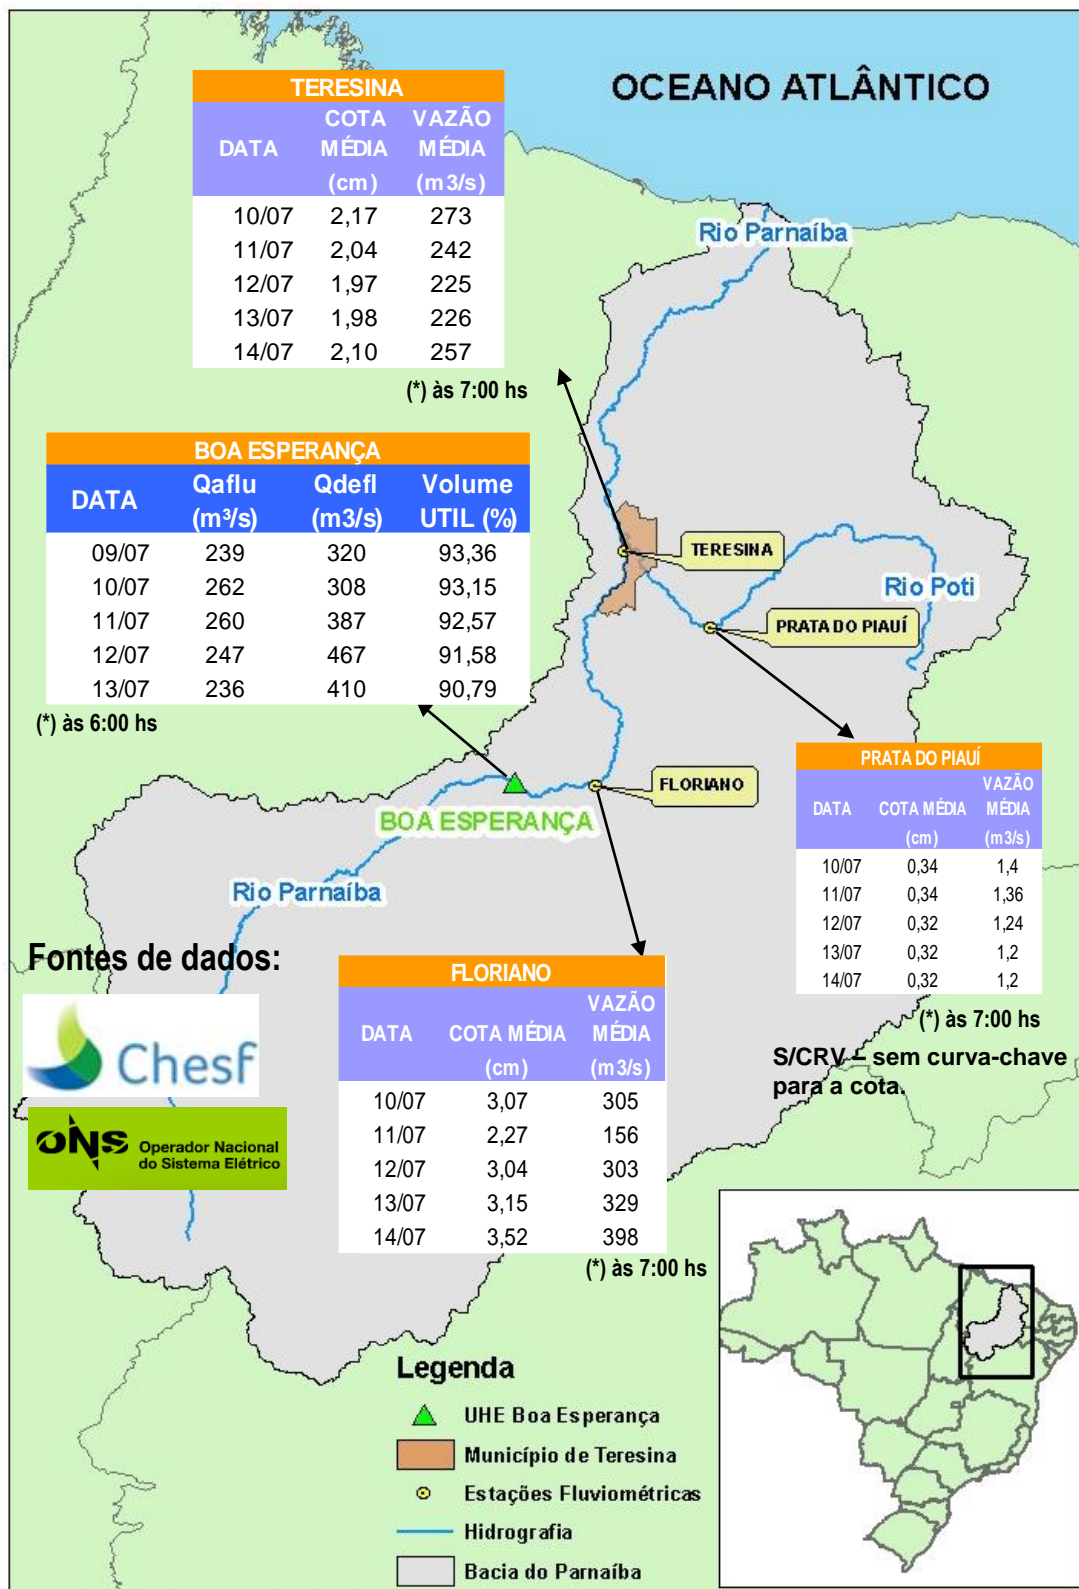 OCEANO ATLÂNTICO
TERESINA
DATA COTA MÉDIA (cm) VAZÃO MÉDIA (m3/s)
10/07 2,17 273
11/07 2,04 242
12/07 1,97 225
13/07 1,98 226
14/07 2,10 257
(*) às 7:00 hs
Rio Parnaíba
BOA ESPERANÇA
DATA Qaflu (m³/s) Qdefl (m3/s) Volume UTIL (%)
09/07 239 320 93,36
10/07 262 308 93,15
11/07 260 387 92,57
12/07 247 467 91,58
13/07 236 410 90,79
(*) às 6:00 hs
TERESINA
Rio Poti
PRATA DO PIAUÍ
FLORIANO
BOA ESPERANÇA
Rio Parnaíba
PRATA DO PIAUÍ
DATA COTA MÉDIA (cm) VAZÃO MÉDIA (m3/s)
10/07 0,34 1,4
11/07 0,34 1,36
12/07 0,32 1,24
13/07 0,32 1,2
14/07 0,32 1,2
(*) às 7:00 hs
S/CRV – sem curva-chave
para a cota.
Fontes de dados:
Chesf
ONS Operador Nacional
do Sistema Elétrico
FLORIANO
DATA COTA MÉDIA (cm) VAZÃO MÉDIA (m3/s)
10/07 3,07 305
11/07 2,27 156
12/07 3,04 303
13/07 3,15 329
14/07 3,52 398
(*) às 7:00 hs
Legenda
UHE Boa Esperança
Município de Teresina
Estações Fluviométricas
Hidrografia
Bacia do Parnaíba